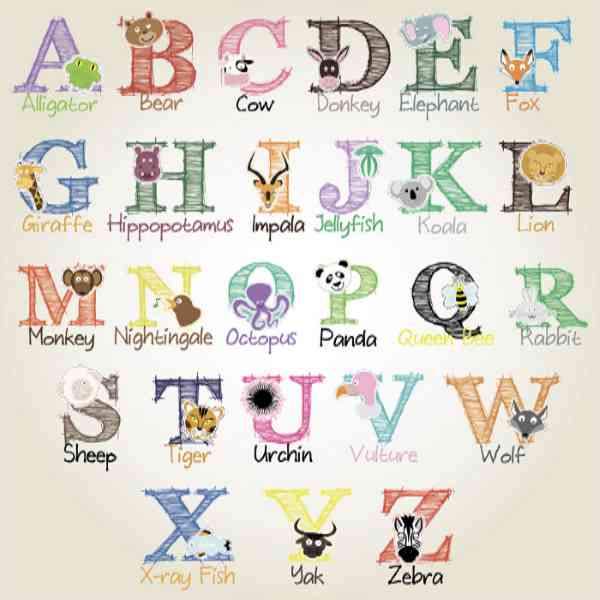 A B C D E F
Alligator Bear Cow Donkey Elephant Fox
G H I J K L
Giraffe Hippopotamus Impala Jellyfish Koala Lion
M N O P Q R
Monkey Nightingale Octopus Panda Queen Bee Rabbit
S T U V W
Sheep Tiger Urchin Vulture Wolf
X Y Z
X-ray Fish Yak Zebra